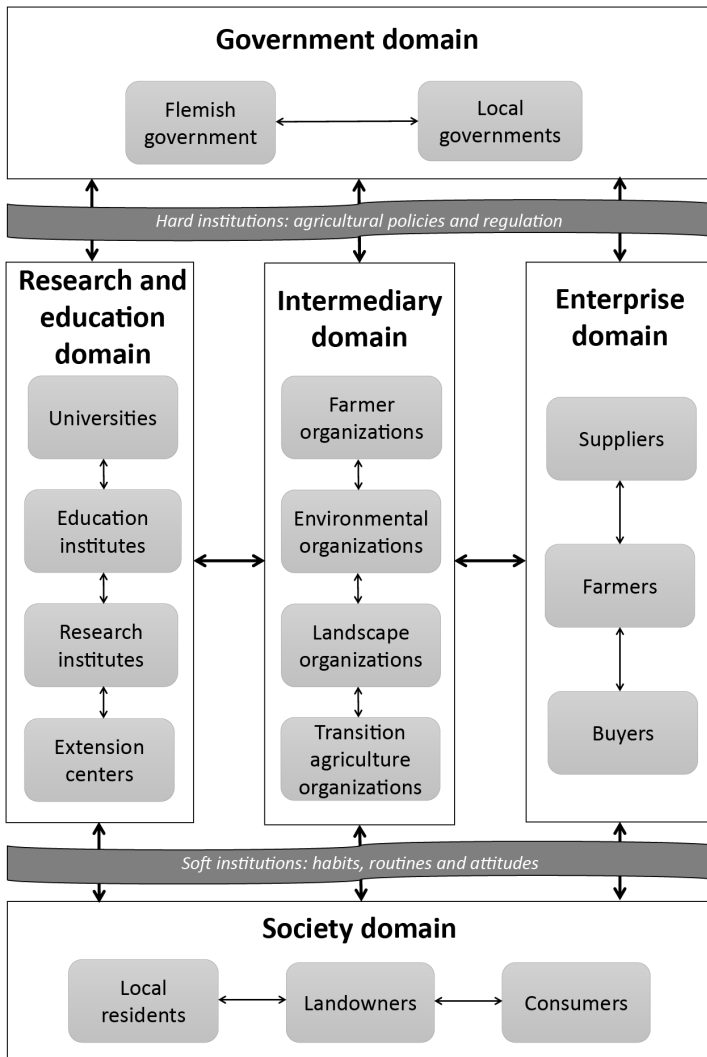 Government domain
Flemish
government
Local
governments
Hard institutions: agricultural policies and regulation
Research and
education
domain
Universities
Education
institutes
Research
institutes
Extension
centers
Intermediary
domain
Farmer
organizations
Environmental
organizations
Landscape
organizations
Transition
agriculture
organizations
Enterprise
domain
Suppliers
Farmers
Buyers
Soft institutions: habits, routines and attitudes
Society domain
Local
residents
Landowners
Consumers